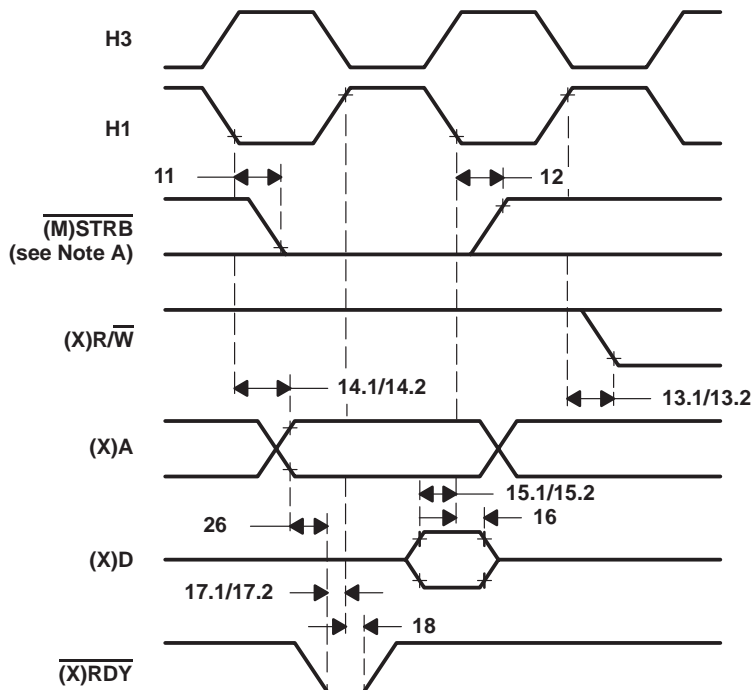 H3
H1
11
12
(M)STRB
(see Note A)
(X)R/W
14.1/14.2
13.1/13.2
(X)A
15.1/15.2
26
16
(X)D
17.1/17.2
18
(X)RDY